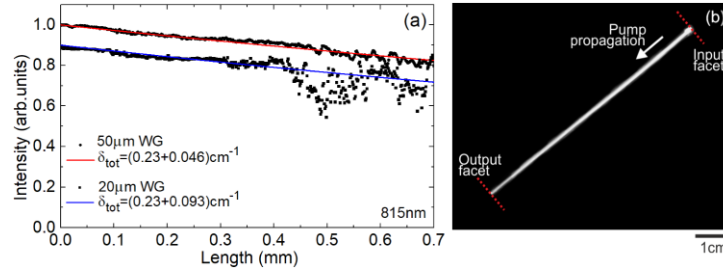 (a)
1.0
0.8
0.6
0.4
0.2
0.0
Intensity (arb.units)
50μm WG
δtot=(0.23+0.046)cm-1
20μm WG
δtot=(0.23+0.093)cm-1
815nm
0.0 0.1 0.2 0.3 0.4 0.5 0.6 0.7
Length (mm)
(b)
Pump
propagation
Input
facet
Output
facet
1cm